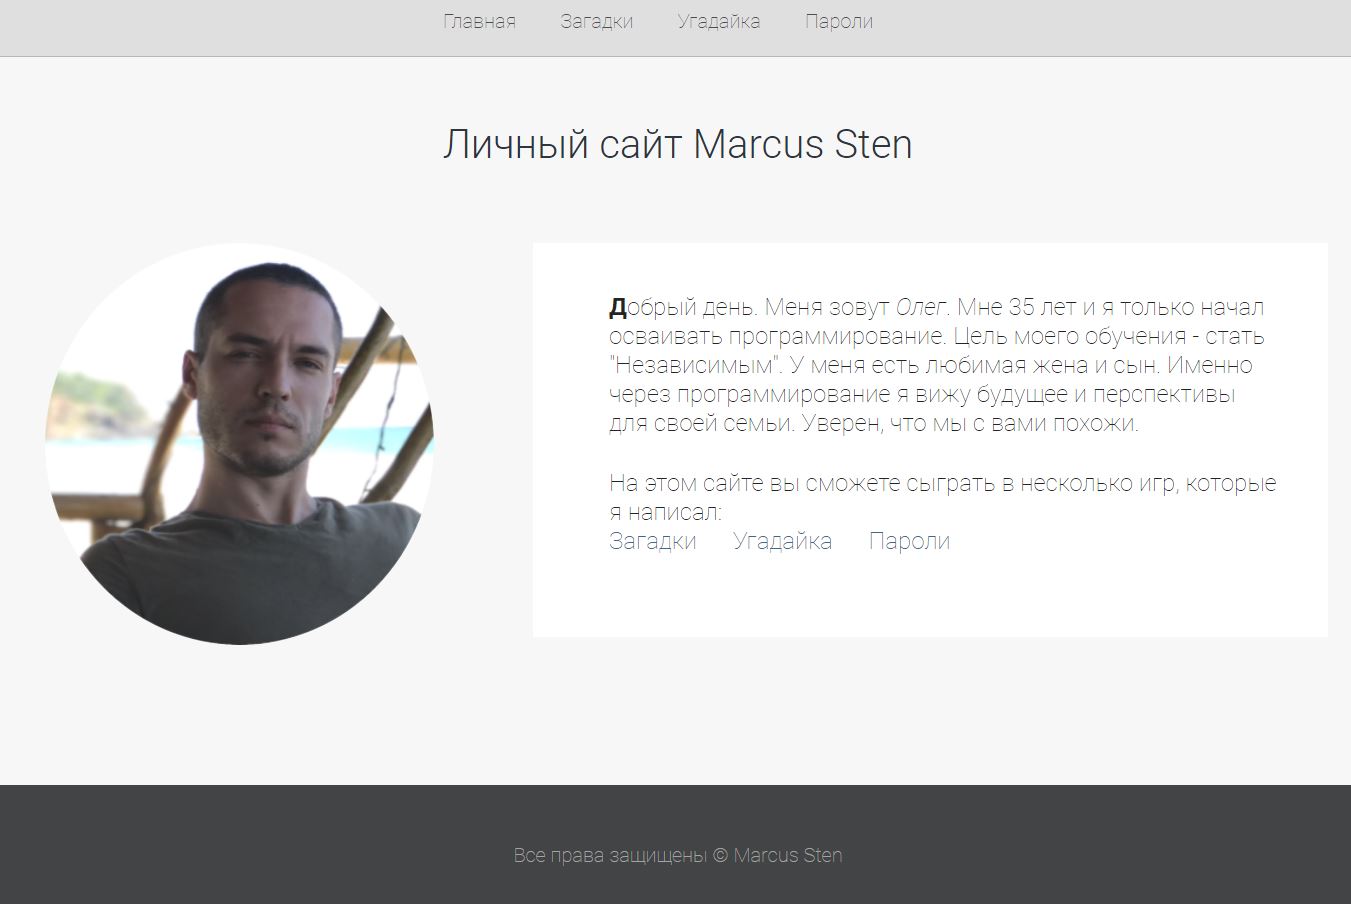 Главная Загадки Угадайка Пароли
Личный сайт Marcus Sten
Добрый день. Меня зовут Олег. Мне 35 лет и я только начал
осваивать программирование. Цель моего обучения - стать
"Независимым". У меня есть любимая жена и сын. Именно
через программирование я вижу будущее и перспективы
для своей семьи. Уверен, что мы с вами похожи.
На этом сайте вы сможете сыграть в несколько игр, которые
я написал:
Загадки Угадайка Пароли
Все права защищены © Marcus Sten